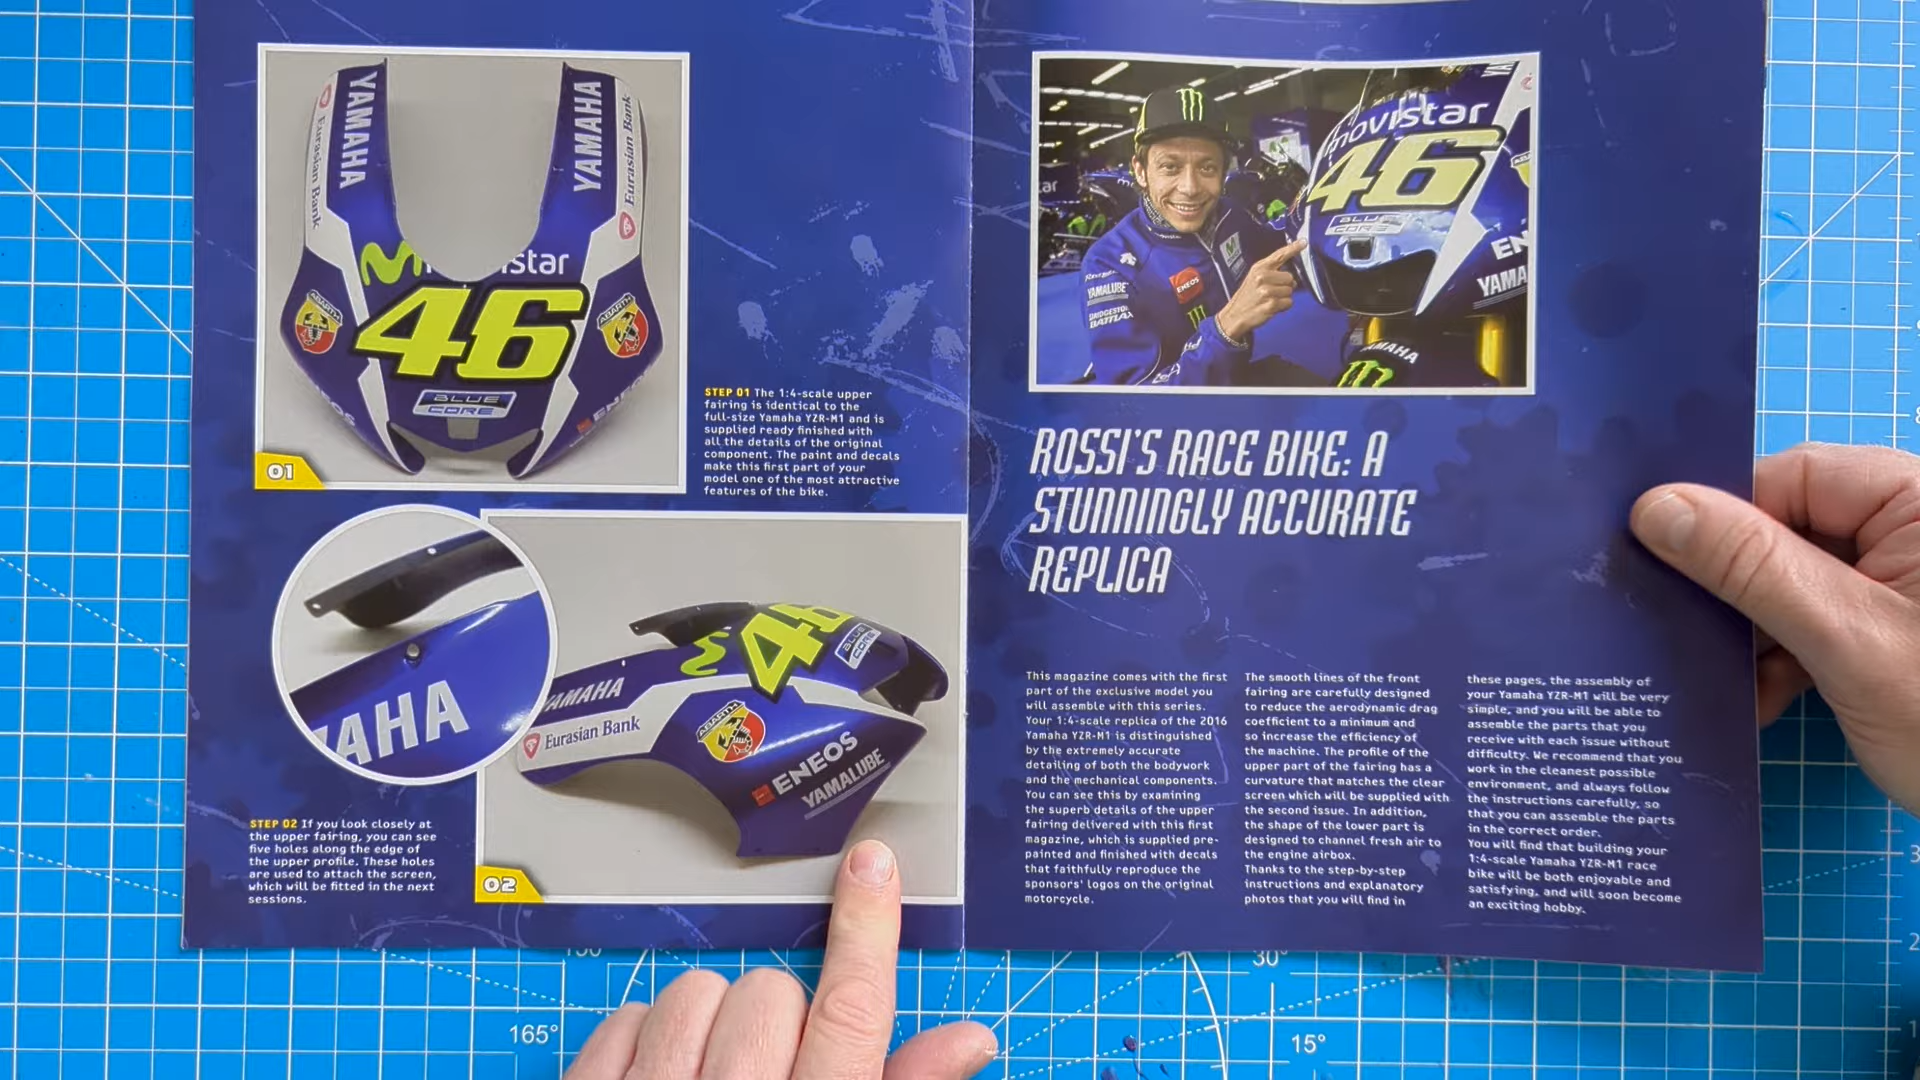 YAMAHA
Eurasian Bank
YAMAHA
Eurasian Bank
movistar
46
ABARTH
ABARTH
BLUE
CORE
ENEOS
01
STEP 01 The 1:4-scale upper
fairing is identical to the
full-size Yamaha YZR-M1 and is
supplied ready finished with
all the details of the original
component. The paint and decals
make this first part of your
model one of the most attractive
features of the bike.
AHA
YAMAHA
Eurasian Bank
46
BLUE
CORE
ABARTH
ENEOS
YAMALUBE
02
STEP 02 If you look closely at
the upper fairing, you can see
five holes along the edge of
the upper profile. These holes
are used to attach the screen,
which will be fitted in the next
sessions.
movistar
46
BLUE
CORE
EN
YAMA
YAMALUBE
ENEOS
BRIDGESTO
BATTLAX
YAMAHA
ROSSI'S RACE BIKE: A
STUNNINGLY ACCURATE
REPLICA
This magazine comes with the first
part of the exclusive model you
will assemble with this series.
Your 1:4-scale replica of the 2016
Yamaha YZR-M1 is distinguished
by the extremely accurate
detailing of both the bodywork
and the mechanical components.
You can see this by examining
the superb details of the upper
fairing delivered with this first
magazine, which is supplied pre-
painted and finished with decals
that faithfully reproduce the
sponsors' logos on the original
motorcycle.
The smooth lines of the front
fairing are carefully designed
to reduce the aerodynamic drag
coefficient to a minimum and
so increase the efficiency of
the machine. The profile of the
upper part of the fairing has a
curvature that matches the clear
screen which will be supplied with
the second issue. In addition,
the shape of the lower part is
designed to channel fresh air to
the engine airbox.
Thanks to the step-by-step
instructions and explanatory
photos that you will find in
these pages, the assembly of
your Yamaha YZR-M1 will be very
simple, and you will be able to
assemble the parts that you
receive with each issue without
difficulty. We recommend that you
work in the cleanest possible
environment, and always follow
the instructions carefully, so
that you can assemble the parts
in the correct order.
You will find that building your
1:4-scale Yamaha YZR-M1 race
bike will be both enjoyable and
satisfying, and will soon become
an exciting hobby.
30°
165°
15°